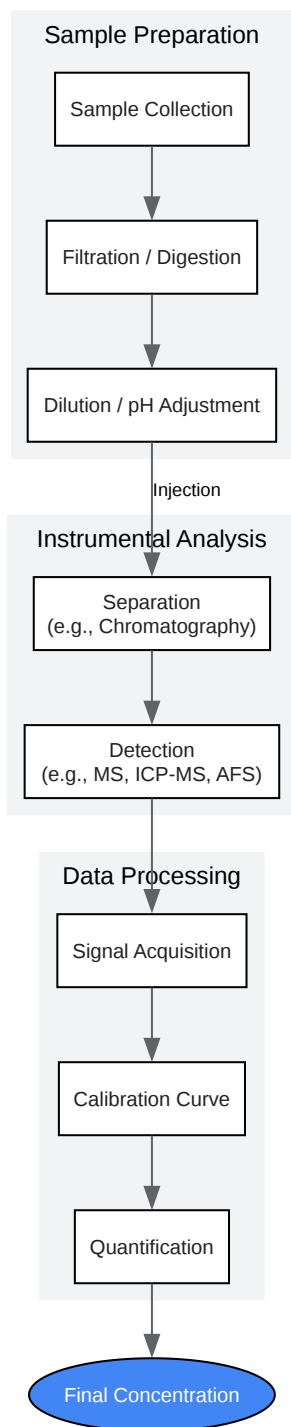 Sample Preparation
Sample Collection
Filtration / Digestion
Dilution / pH Adjustment
Injection
Instrumental Analysis
Separation
(e.g., Chromatography)
Detection
(e.g., MS, ICP-MS, AFS)
Data Processing
Signal Acquisition
Calibration Curve
Quantification
Final Concentration